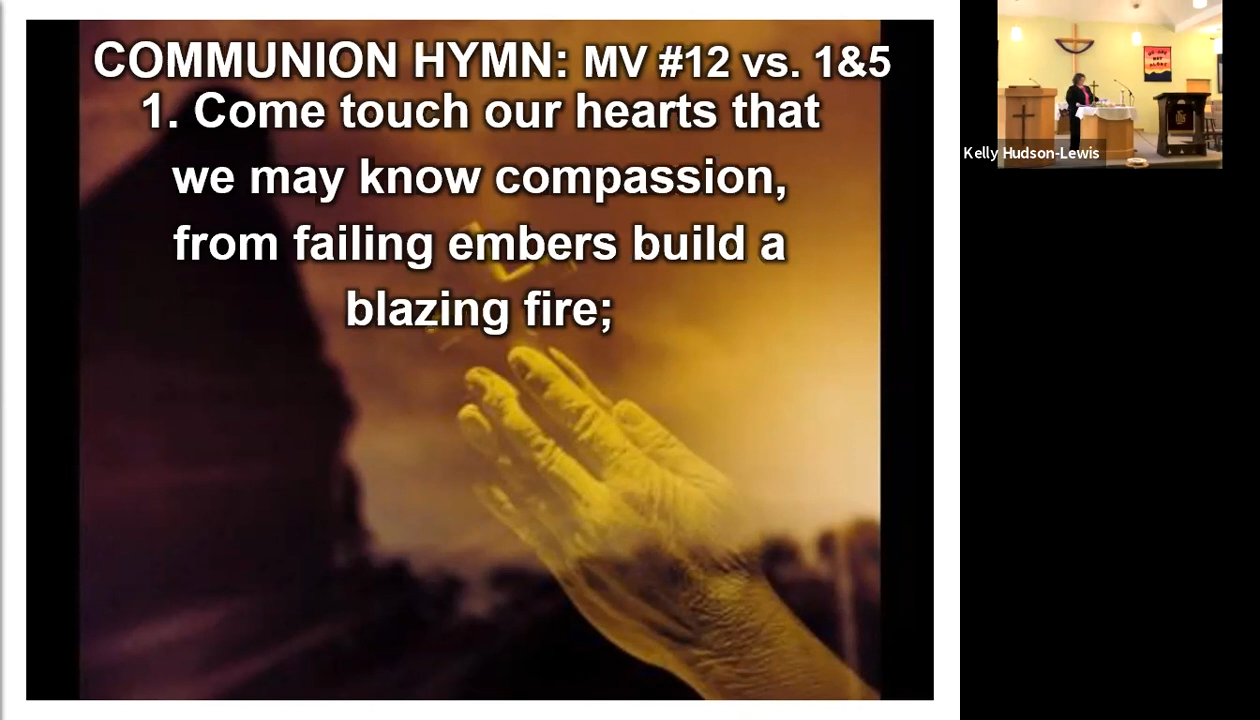 COMMUNION HYMN: MV #12 vs. 1&5
1. Come touch our hearts that
we may know compassion,
from failing embers build a
blazing fire;
Kelly Hudson-Lewis